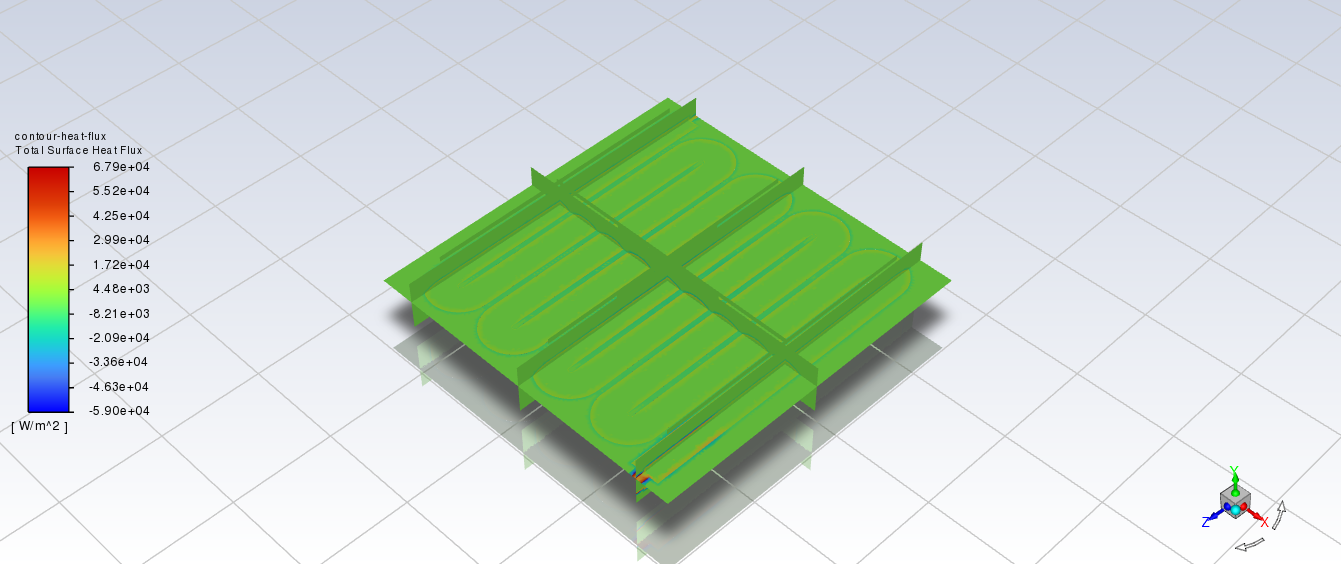 contour-heat-flux
Total Surface Heat Flux
6.79e+04
5.52e+04
4.25e+04
2.99e+04
1.72e+04
4.48e+03
-8.21e+03
-2.09e+04
-3.36e+04
-4.63e+04
-5.90e+04
[ W/m^2 ]
Y
Z
X